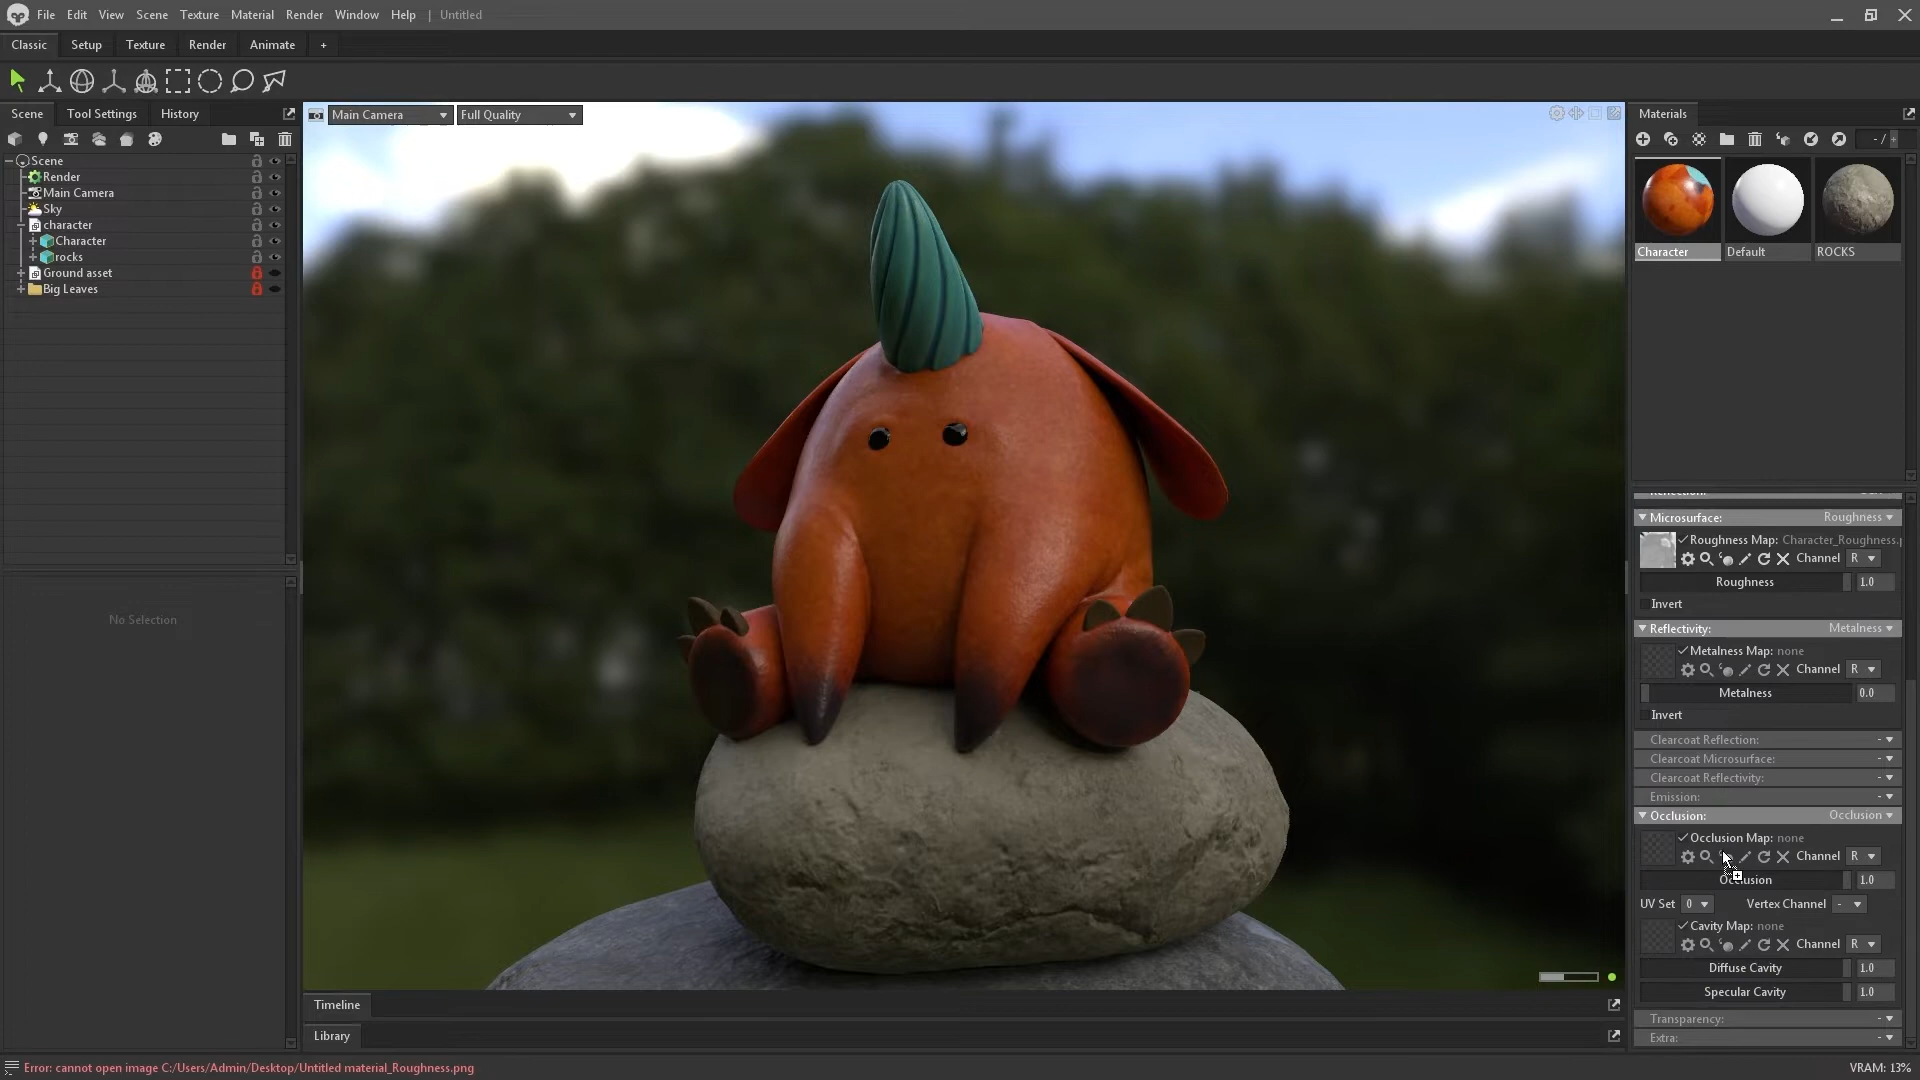 File Edit View Scene Texture Material Render Window Help | Untitled
Classic Setup Texture Render Animate +
Scene Tool Settings History
Main Camera Full Quality
Materials
- / +
Scene
Render
Main Camera
Sky
character
Character
rocks
Ground asset
Big Leaves
No Selection
Character Default ROCKS
Microsurface: Roughness
Roughness Map: Character_Roughness.p
Channel R
Roughness 1.0
Invert
Reflectivity: Metalness
Metalness Map: none
Channel R
Metalness 0.0
Invert
Clearcoat Reflection: -
Clearcoat Microsurface: -
Clearcoat Reflectivity: -
Emission: -
Occlusion: Occlusion
Occlusion Map: none
Channel R
Occlusion 1.0
UV Set 0 Vertex Channel -
Cavity Map: none
Channel R
Diffuse Cavity 1.0
Specular Cavity 1.0
Transparency: -
Extra: -
Timeline
Library
Error: cannot open image C:/Users/Admin/Desktop/Untitled material_Roughness.png
VRAM: 13%